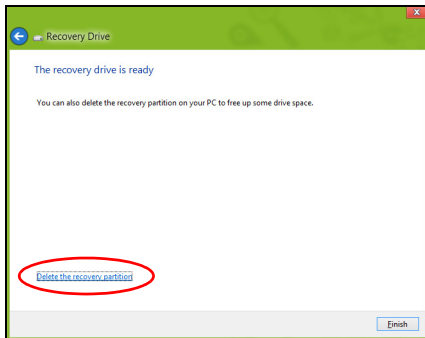 Recovery Drive
The recovery drive is ready
You can also delete the recovery partition on your PC to free up some drive space.
Delete the recovery partition
Finish